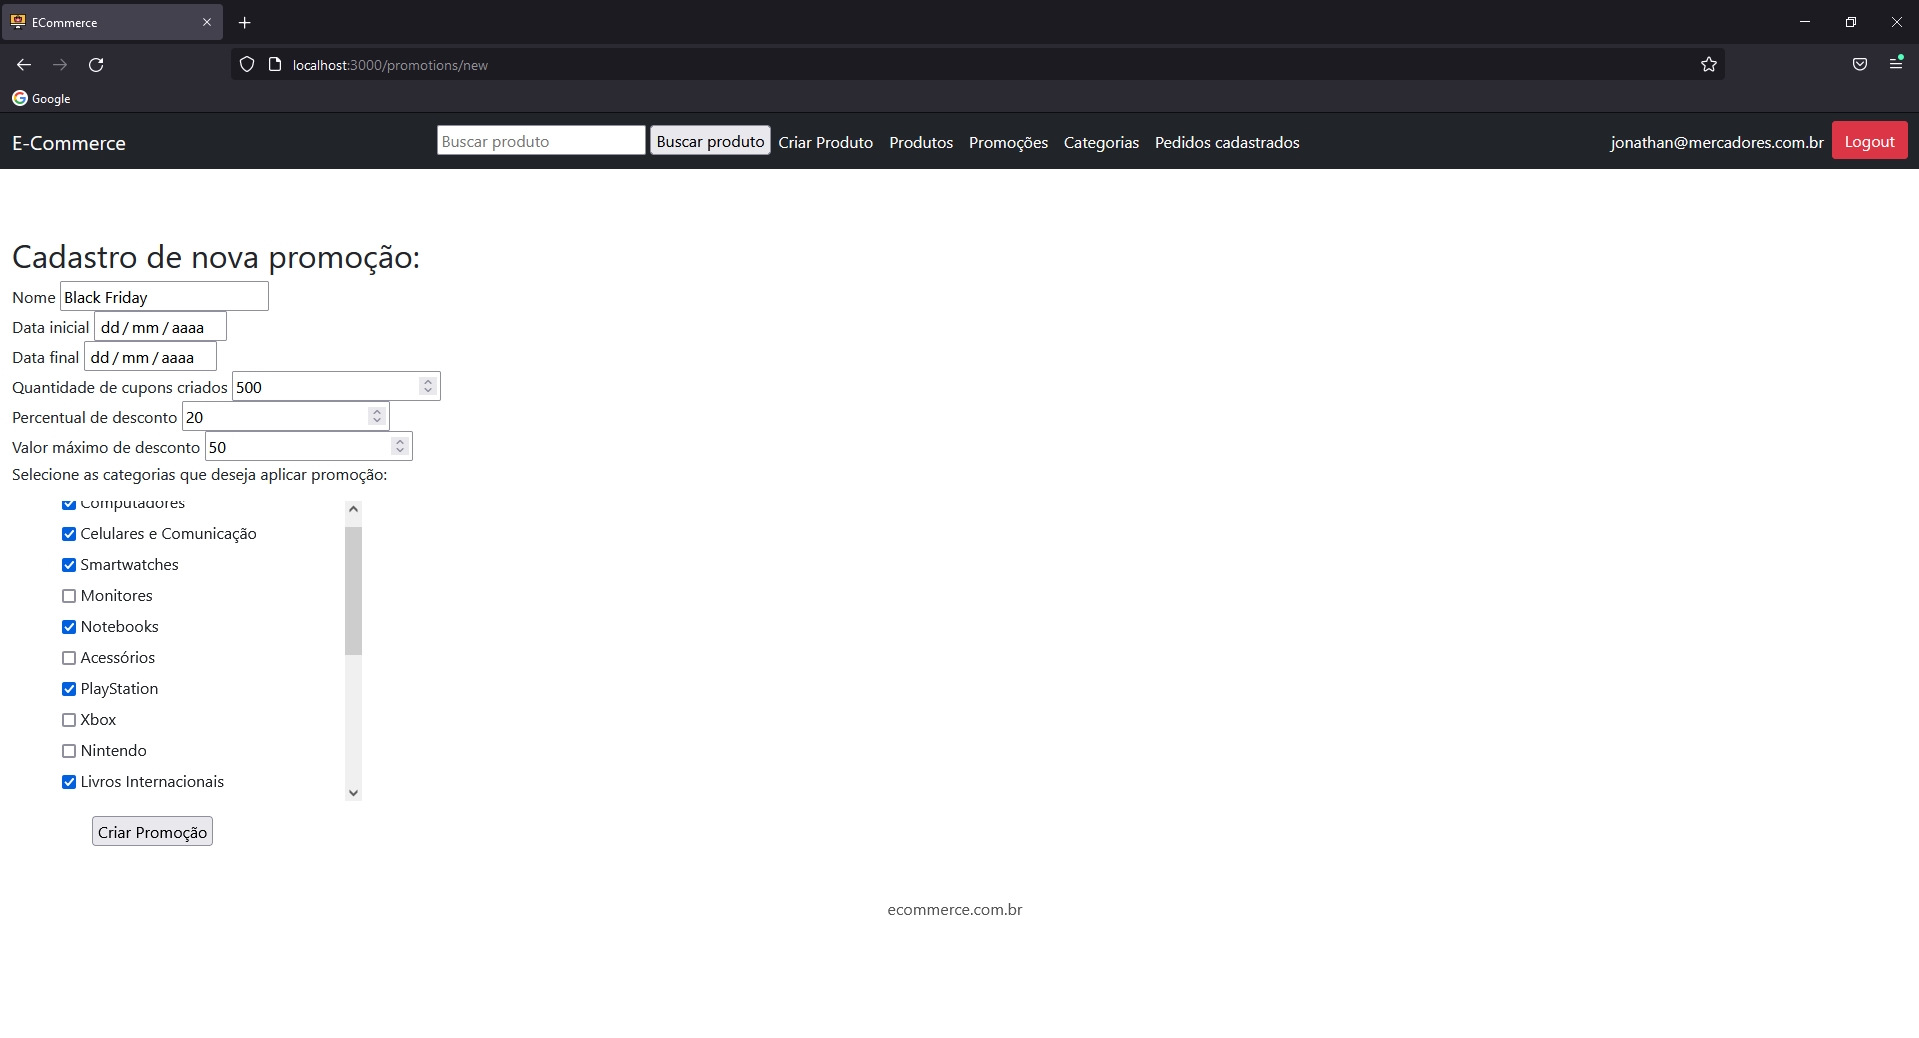 ECommerce
localhost:3000/promotions/new
Google
E-Commerce
Buscar produto
Buscar produto
Criar Produto
Produtos
Promoções
Categorias
Pedidos cadastrados
jonathan@mercadores.com.br
Logout
Cadastro de nova promoção:
Nome Black Friday
Data inicial dd / mm / aaaa
Data final dd / mm / aaaa
Quantidade de cupons criados 500
Percentual de desconto 20
Valor máximo de desconto 50
Selecione as categorias que deseja aplicar promoção:
Computadores
Celulares e Comunicação
Smartwatches
Monitores
Notebooks
Acessórios
PlayStation
Xbox
Nintendo
Livros Internacionais
Criar Promoção
ecommerce.com.br